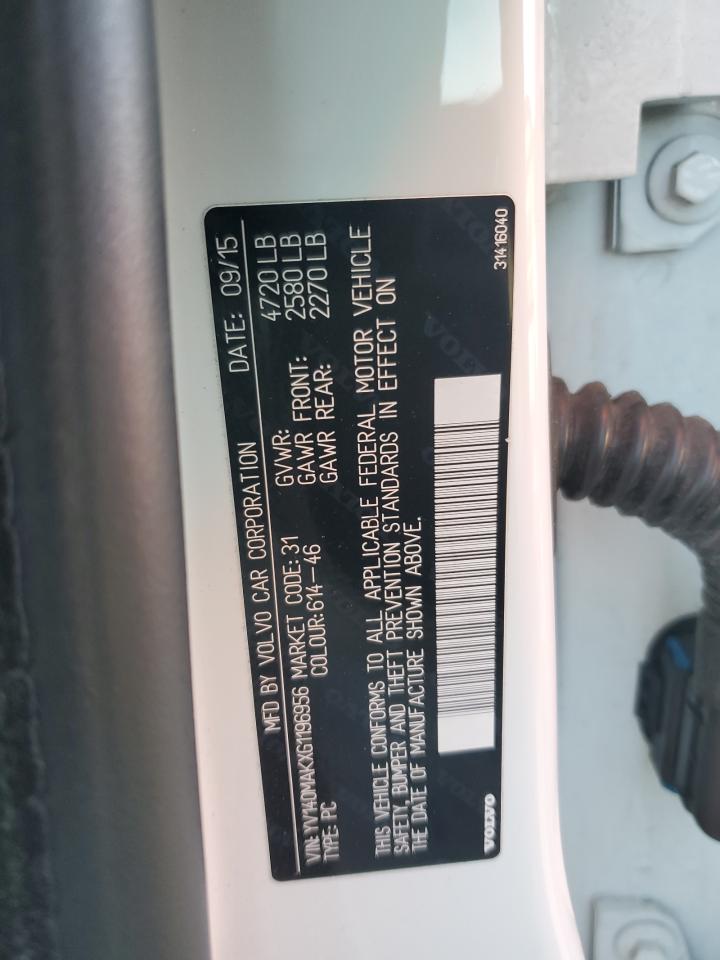 MFD BY VOLVO CAR CORPORATION DATE: 09/15
VIN: YV140MAKXG1196956 MARKET CODE: 31 GVWR: 4720 LB
TYPE: PC COLOUR: 614-46 GAWR FRONT: 2580 LB
GAWR REAR: 2270 LB
THIS VEHICLE CONFORMS TO ALL APPLICABLE FEDERAL MOTOR VEHICLE
SAFETY, BUMPER AND THEFT PREVENTION STANDARDS IN EFFECT ON
THE DATE OF MANUFACTURE SHOWN ABOVE.
VOLVO 31416040